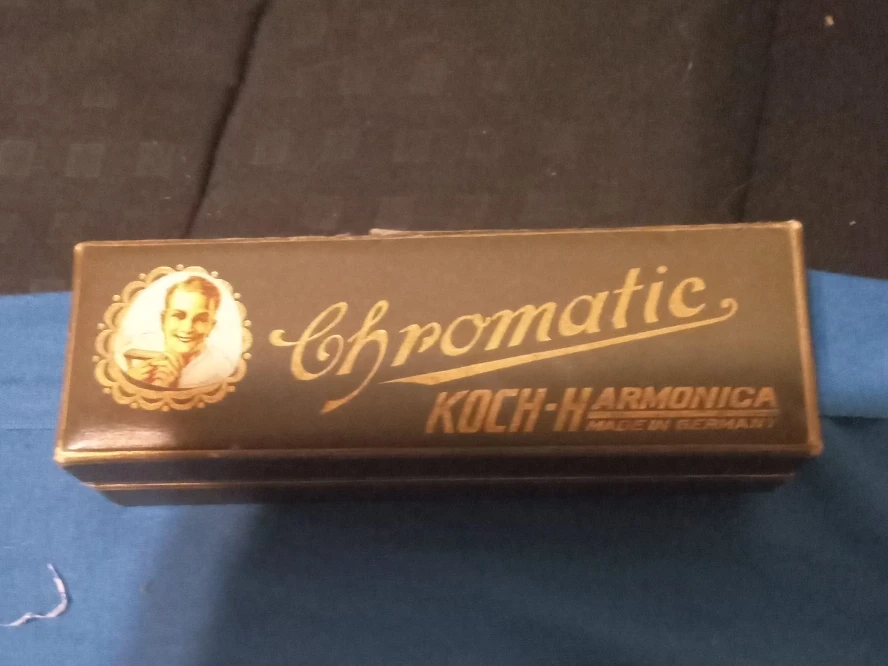 Chromatic
KOCH-HARMONICA
MADE IN GERMANY